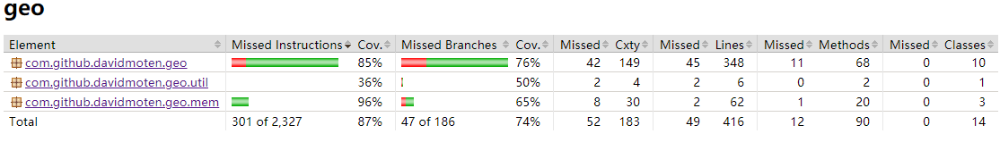 geo
Element Missed Instructions Cov. Missed Branches Cov. Missed Cxty Missed Lines Missed Methods Missed Classes
com.github.davidmoten.geo 85% 76% 42 149 45 348 11 68 0 10
com.github.davidmoten.geo.util 36% 50% 2 4 2 6 0 2 0 1
com.github.davidmoten.geo.mem 96% 65% 8 30 2 62 1 20 0 3
Total 301 of 2,327 87% 47 of 186 74% 52 183 49 416 12 90 0 14